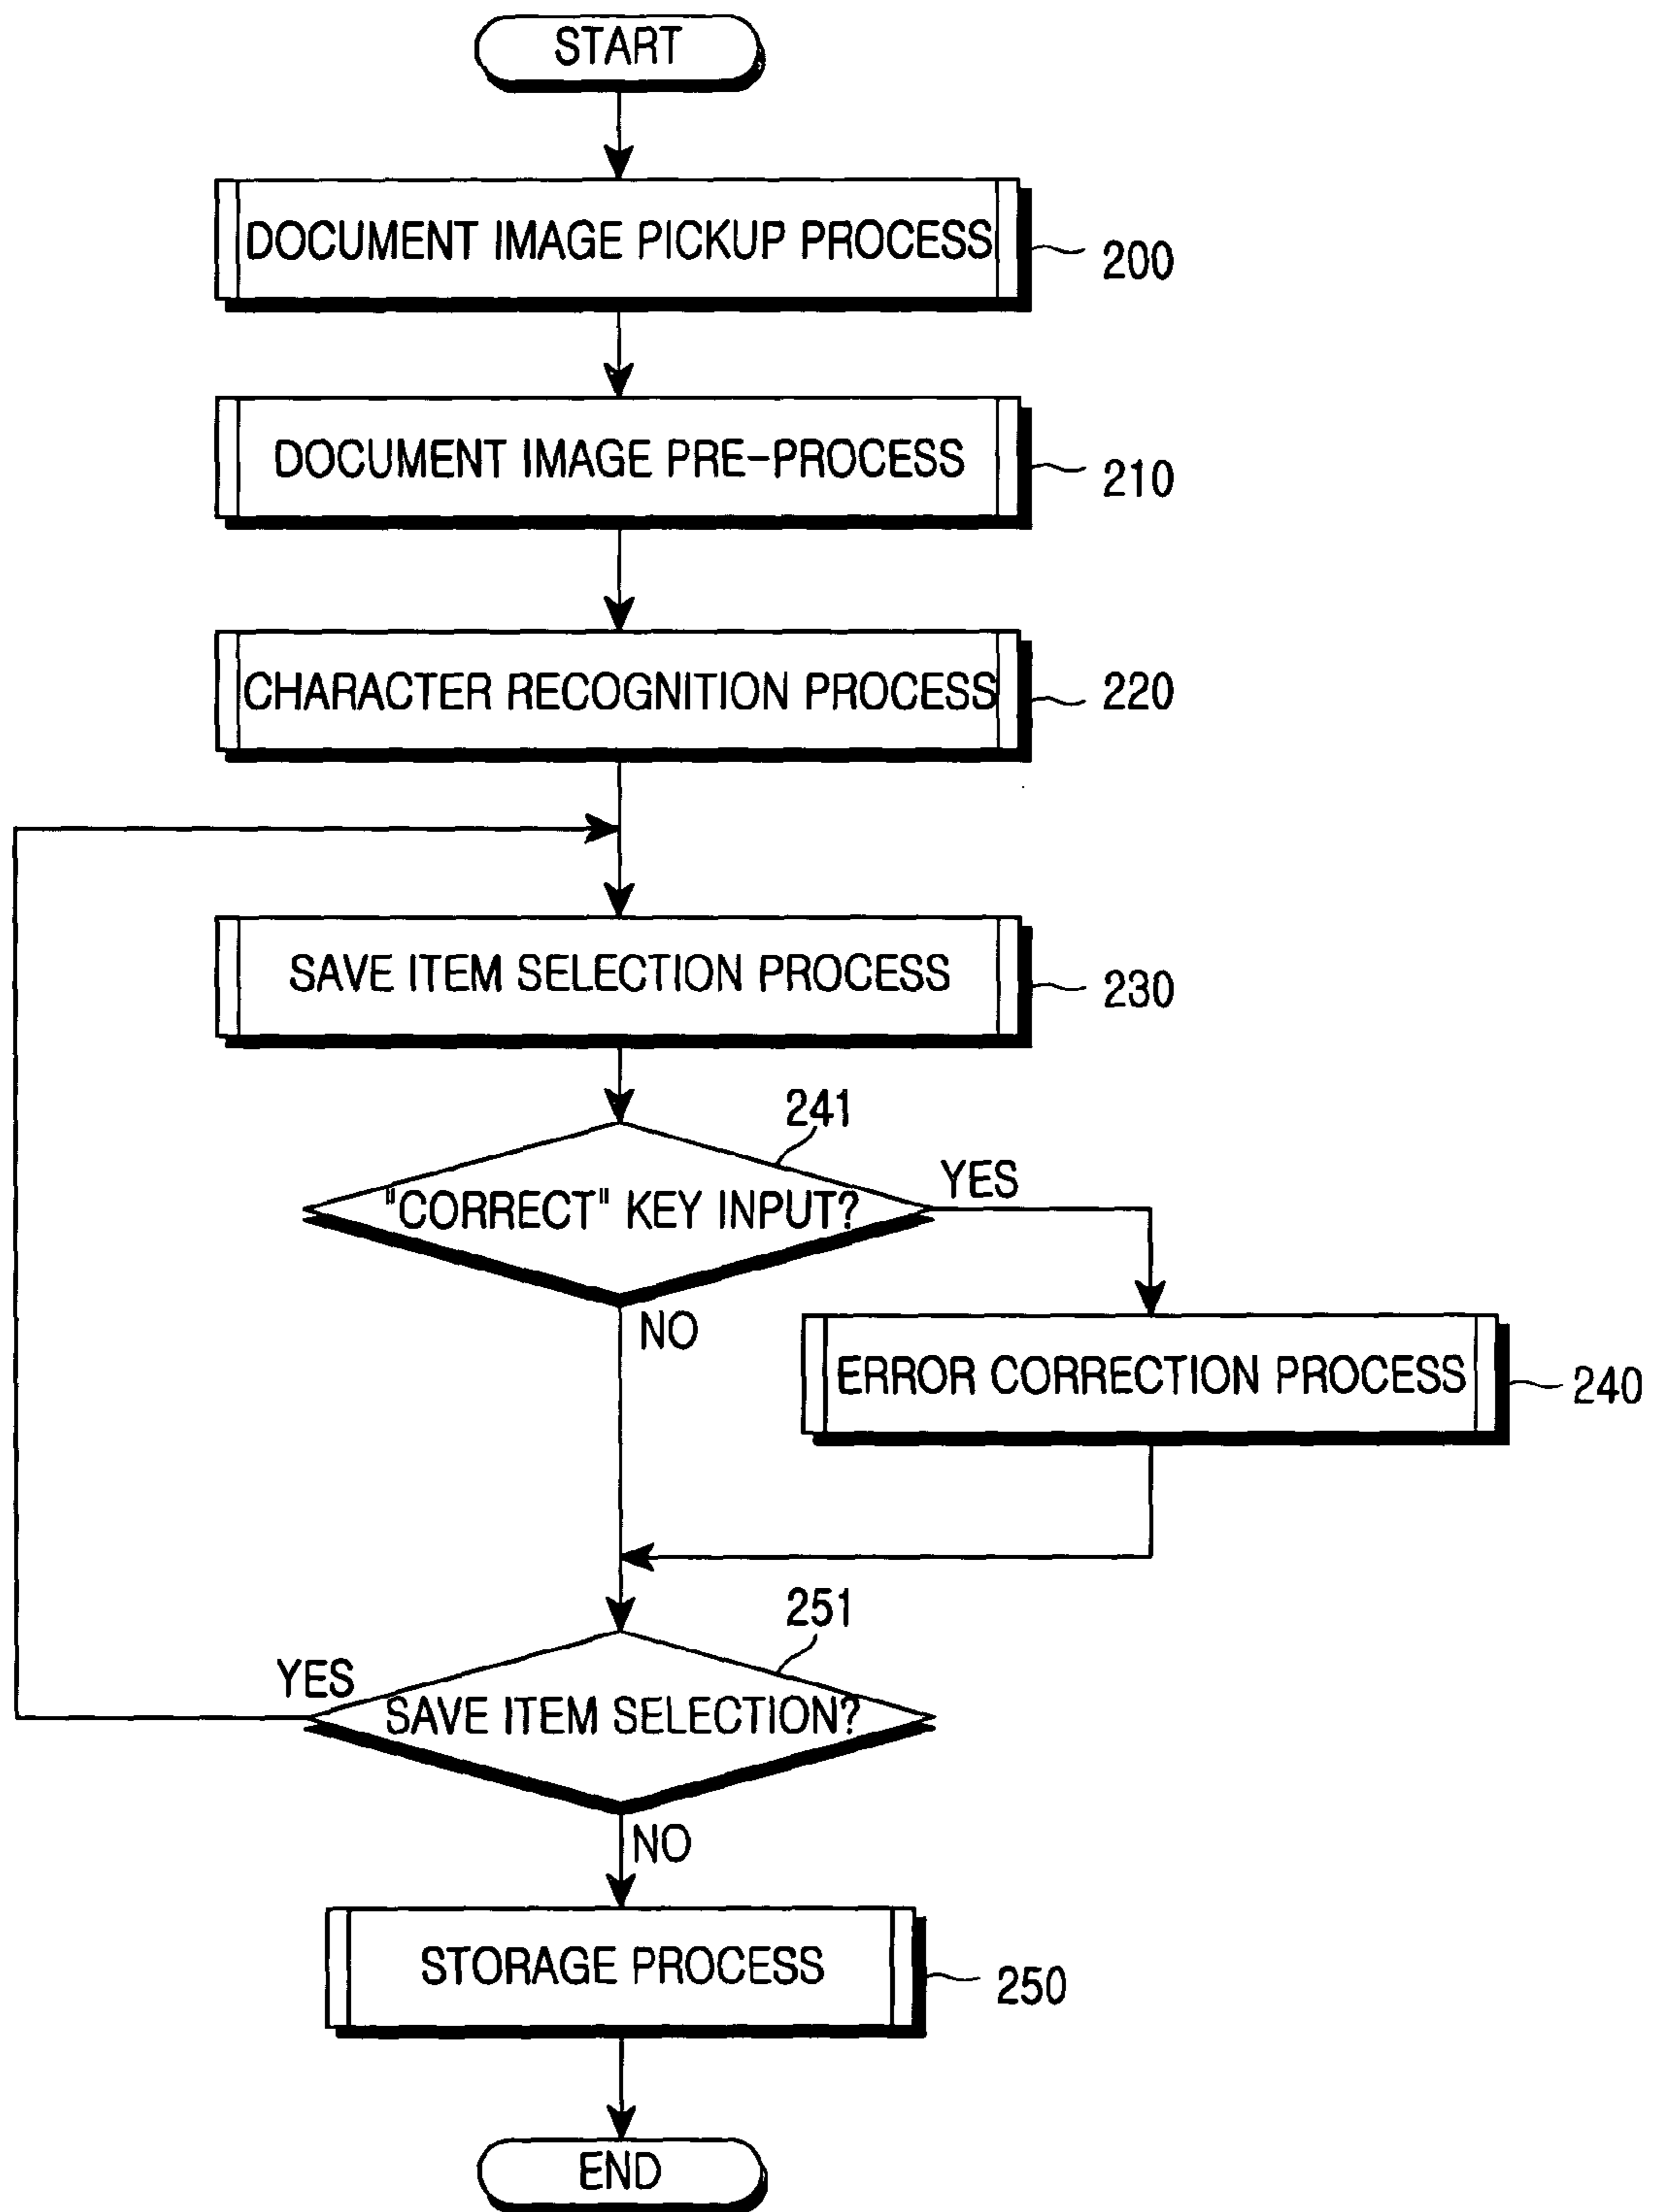 START
DOCUMENT IMAGE PICKUP PROCESS
200
DOCUMENT IMAGE PRE-PROCESS
210
CHARACTER RECOGNITION PROCESS
220
SAVE ITEM SELECTION PROCESS
230
241
"CORRECT" KEY INPUT?
YES
NO
ERROR CORRECTION PROCESS
240
251
YES
SAVE ITEM SELECTION?
NO
STORAGE PROCESS
250
END